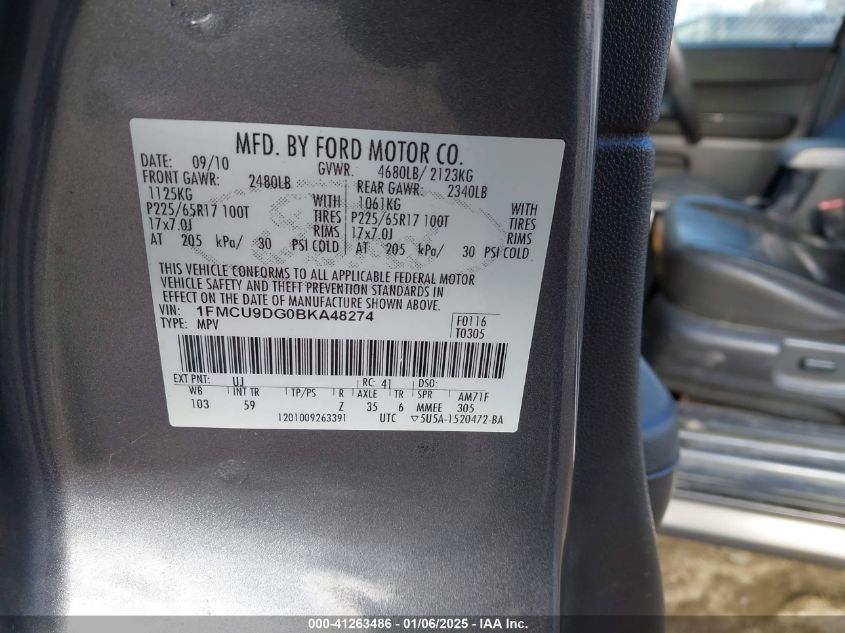 MFD. BY FORD MOTOR CO.
DATE: 09/10 GVWR: 4680LB/ 2123KG
FRONT GAWR: 2480LB REAR GAWR: 2340LB
1125KG WITH 1061KG WITH
P225/65R17 100T TIRES P225/65R17 100T TIRES
17x7.0J RIMS 17x7.0J RIMS
AT 205 kPa/ 30 PSI COLD AT 205 kPa/ 30 PSI COLD
THIS VEHICLE CONFORMS TO ALL APPLICABLE FEDERAL MOTOR
VEHICLE SAFETY AND THEFT PREVENTION STANDARDS IN
EFFECT ON THE DATE OF MANUFACTURE SHOWN ABOVE.
VIN: 1FMCU9DG0BKA48274 F0116
TYPE: MPV T0305
EXT PNT: UJ RC: 41 DSO:
WB INT TR TP/PS R AXLE TR SPR AM71F
103 59 Z 35 6 MMEE 305
1201009263391 UTC ▽5U5A-1520472-BA
000-41263486 - 01/06/2025 - IAAI.COM